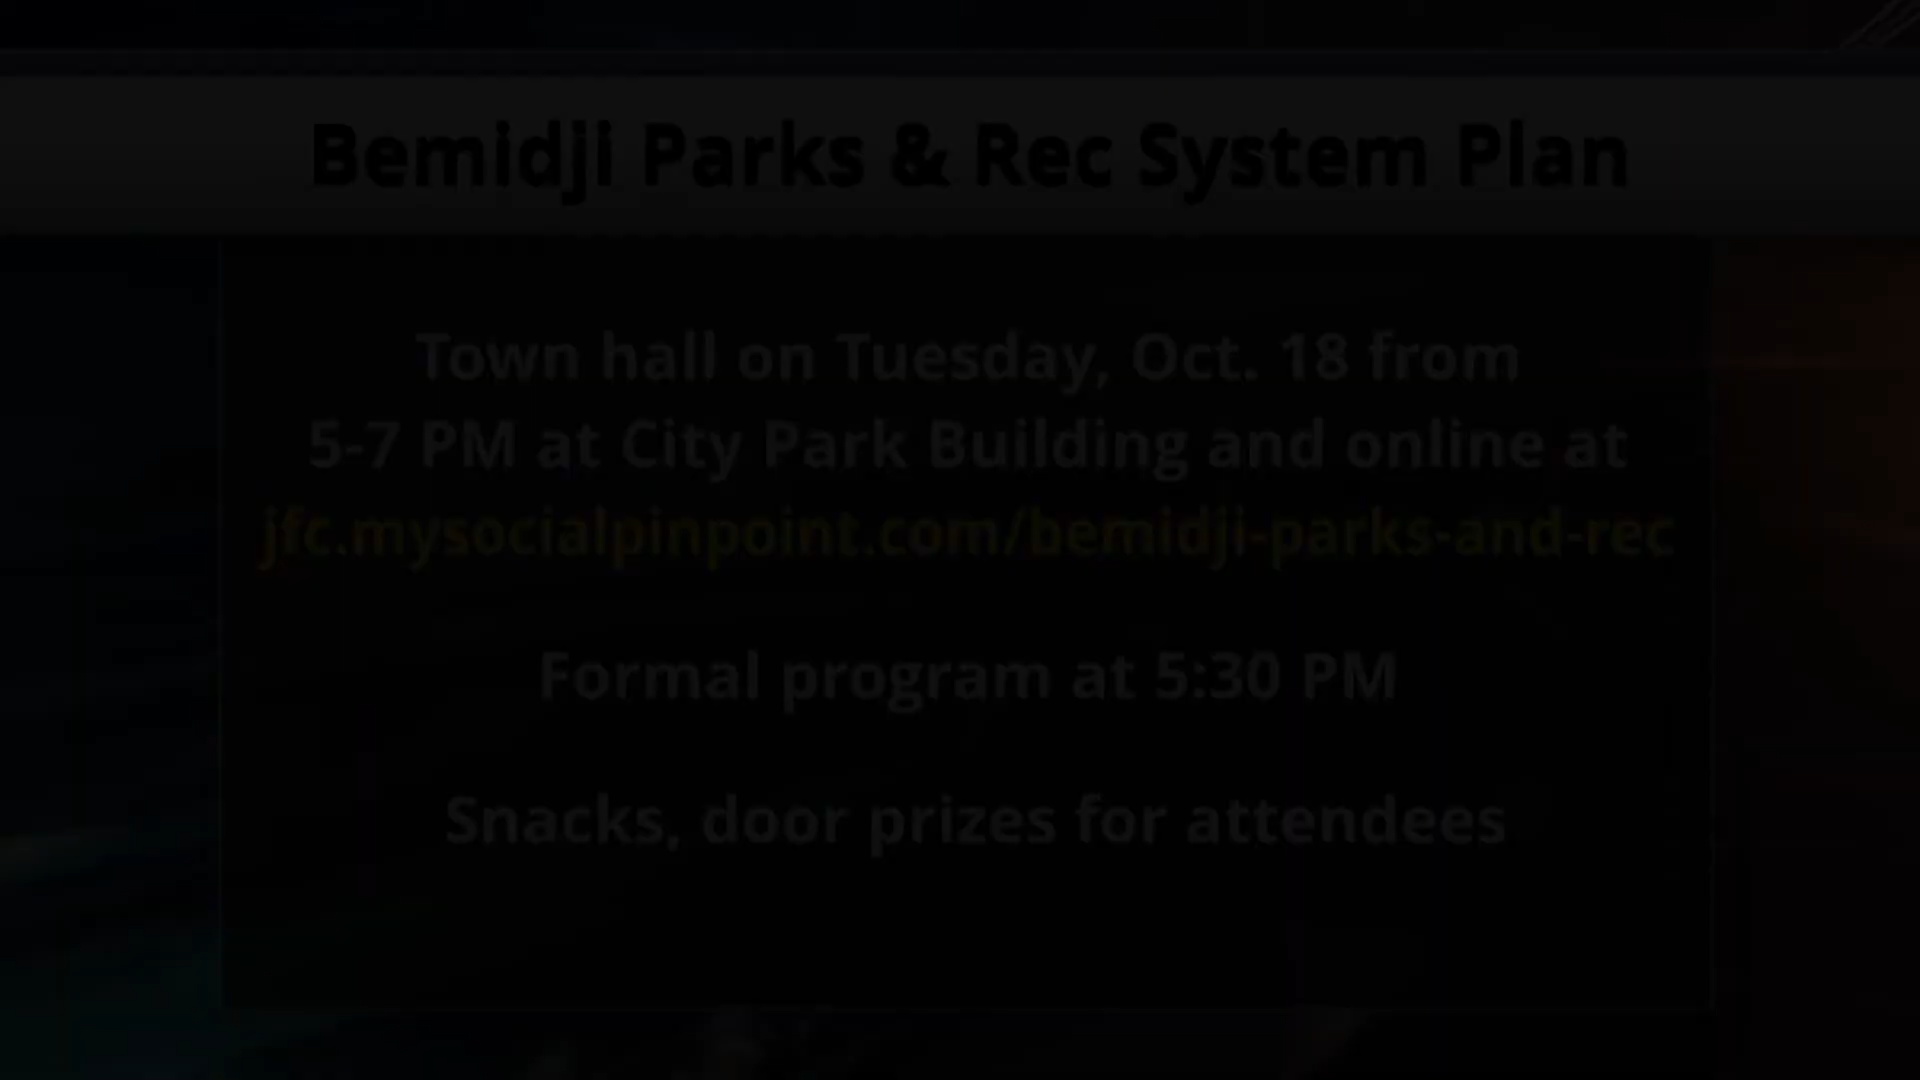 Bemidji Parks & Rec System Plan
Town hall on Tuesday, Oct. 18 from
5-7 PM at City Park Building and online at
jfc.mysocialpinpoint.com/bemidji-parks-and-rec
Formal program at 5:30 PM
Snacks, door prizes for attendees